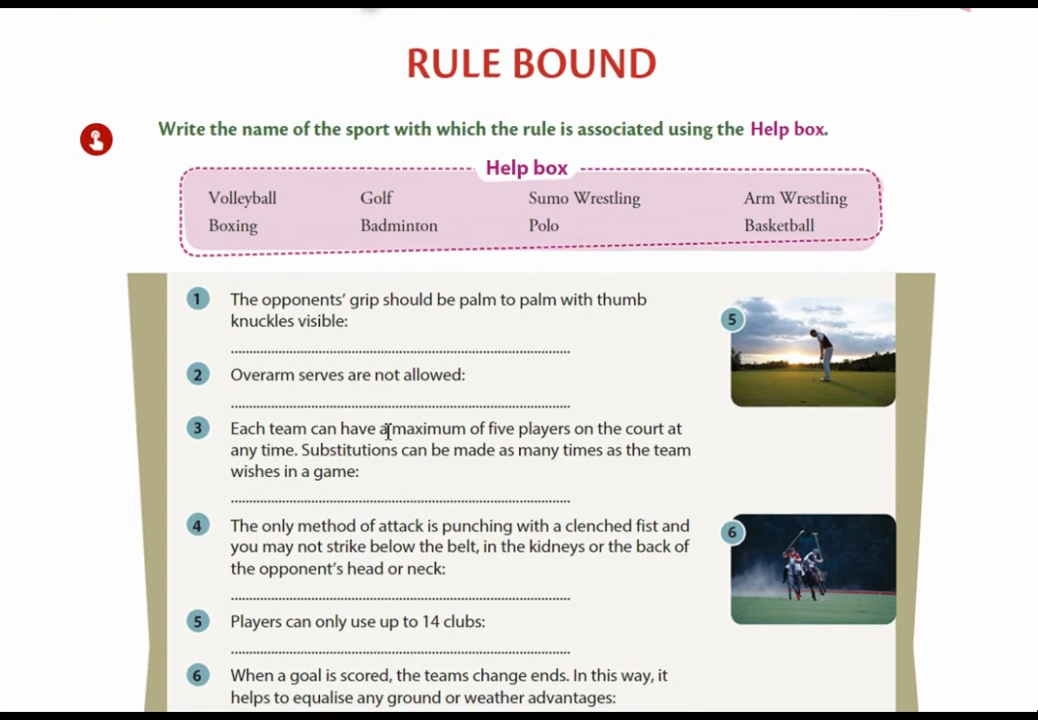 RULE BOUND
Write the name of the sport with which the rule is associated using the Help box.
Help box
Volleyball Golf Sumo Wrestling Arm Wrestling
Boxing Badminton Polo Basketball
1 The opponents' grip should be palm to palm with thumb
knuckles visible:
2 Overarm serves are not allowed:
3 Each team can have a maximum of five players on the court at
any time. Substitutions can be made as many times as the team
wishes in a game:
4 The only method of attack is punching with a clenched fist and
you may not strike below the belt, in the kidneys or the back of
the opponent's head or neck:
5 Players can only use up to 14 clubs:
6 When a goal is scored, the teams change ends. In this way, it
helps to equalise any ground or weather advantages:
5
6